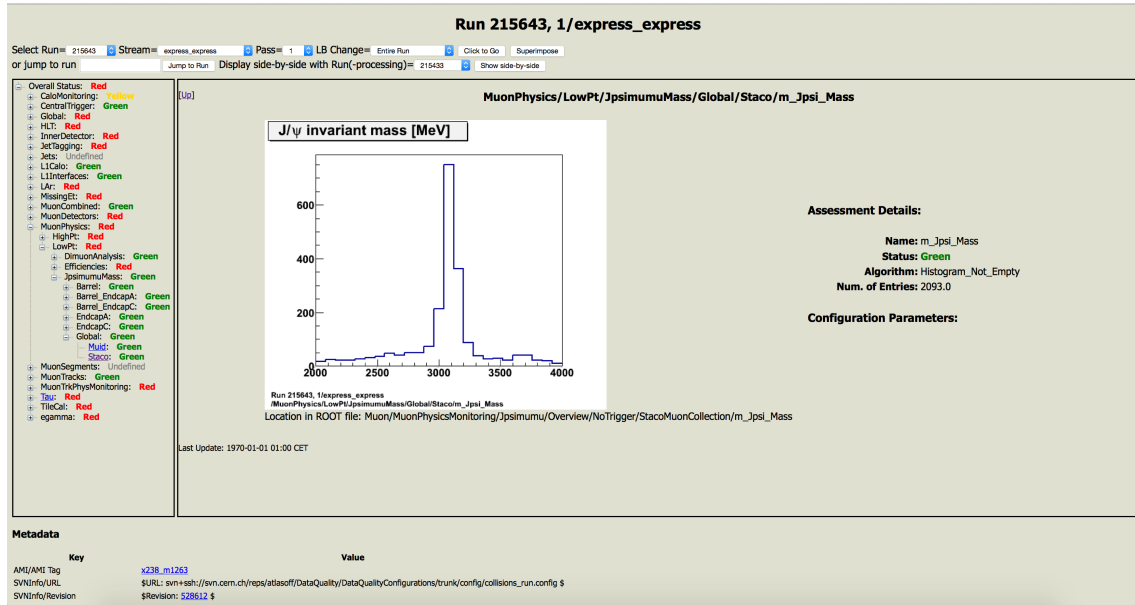 Run 215643, 1/express_express
Select Run= 215643 Stream= express_express Pass= 1 LB Change= Entire Run Click to Go Superimpose
or jump to run Jump to Run Display side-by-side with Run(-processing)= 215433 Show side-by-side
Overall Status: Red
CaloMonitoring: Yellow
CentralTrigger: Green
Global: Red
HLT: Red
InnerDetector: Red
JetTagging: Red
Jets: Undefined
L1Calo: Green
L1Interfaces: Green
LAr: Red
MissingEt: Red
MuonCombined: Green
MuonDetectors: Red
MuonPhysics: Red
HighPt: Red
LowPt: Red
DimuonAnalysis: Green
Efficiencies: Red
JpsimumuMass: Green
Barrel: Green
Barrel_EndcapA: Green
Barrel_EndcapC: Green
EndcapA: Green
EndcapC: Green
Global: Green
Muid: Green
Staco: Green
MuonSegments: Undefined
MuonTracks: Green
MuonTrkPhysMonitoring: Red
Tau: Red
TileCal: Red
egamma: Red
[Up]
MuonPhysics/LowPt/JpsimumuMass/Global/Staco/m_Jpsi_Mass
J/ψ invariant mass [MeV]
600
400
200
0
2000 2500 3000 3500 4000
Run 215643, 1/express_express
/MuonPhysics/LowPt/JpsimumuMass/Global/Staco/m_Jpsi_Mass
Location in ROOT file: Muon/MuonPhysicsMonitoring/Jpsimumu/Overview/NoTrigger/StacoMuonCollection/m_Jpsi_Mass
Last Update: 1970-01-01 01:00 CET
Assessment Details:
Name: m_Jpsi_Mass
Status: Green
Algorithm: Histogram_Not_Empty
Num. of Entries: 2093.0
Configuration Parameters:
Metadata
Key Value
AMI/AMI Tag x238_m1263
SVNInfo/URL $URL: svn+ssh://svn.cern.ch/reps/atlasoff/DataQuality/DataQualityConfigurations/trunk/config/collisions_run.config $
SVNInfo/Revision $Revision: 528612 $